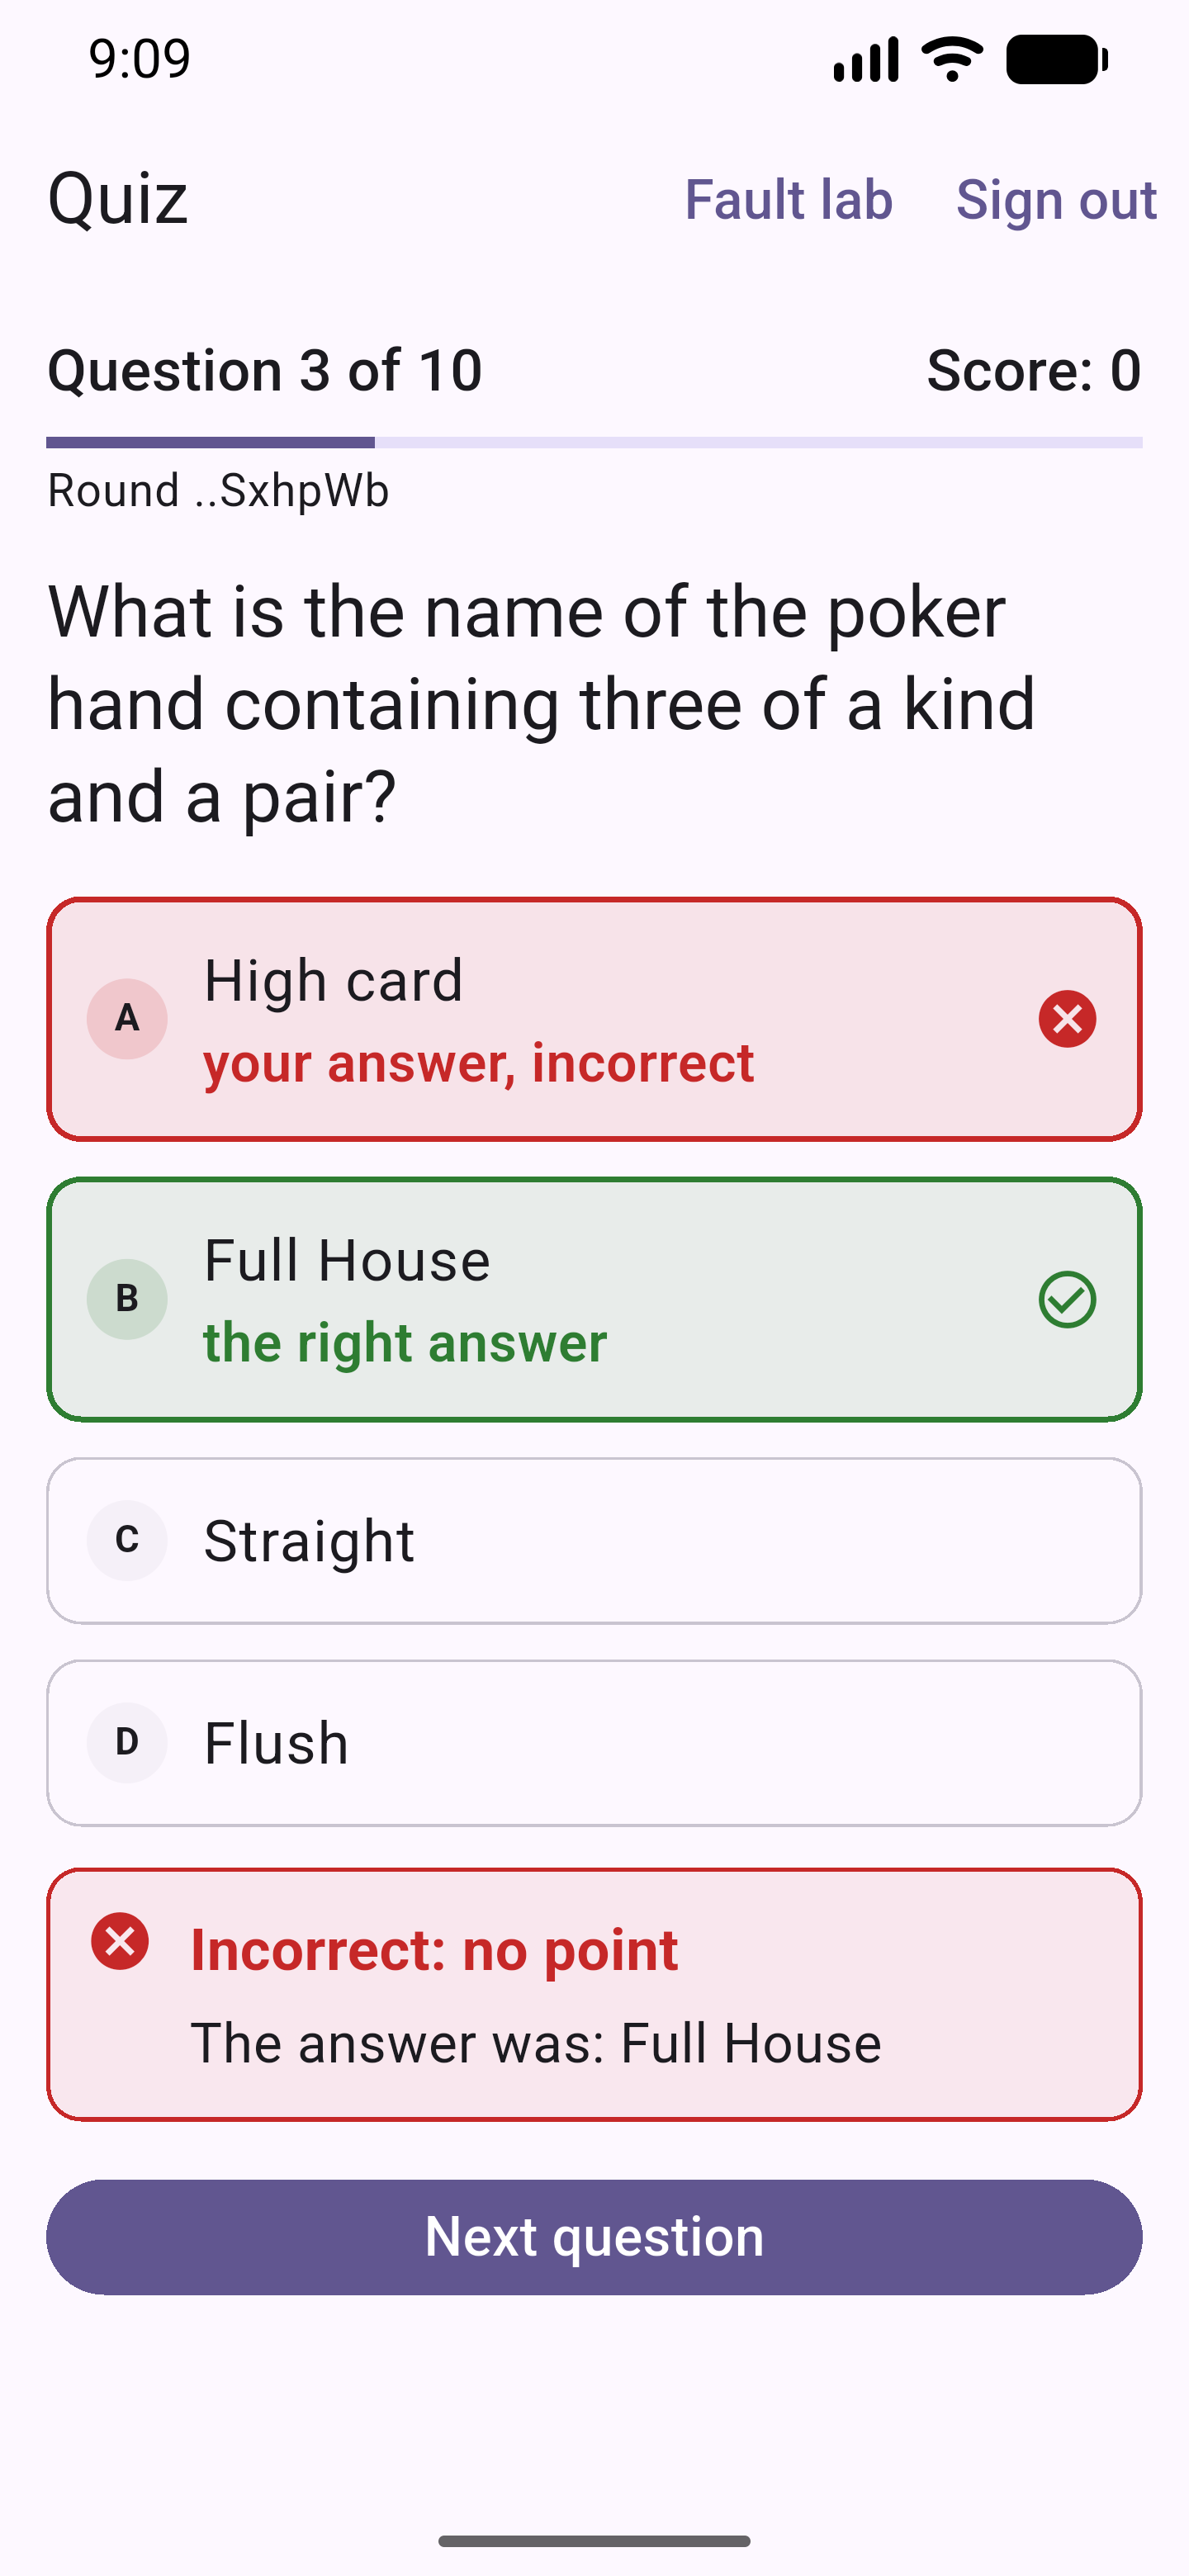 9:09
Quiz
Fault lab
Sign out
Question 3 of 10
Score: 0
Round ..SxhpWb
What is the name of the poker
hand containing three of a kind
and a pair?
A
High card
your answer, incorrect
B
Full House
the right answer
C
Straight
D
Flush
Incorrect: no point
The answer was: Full House
Next question